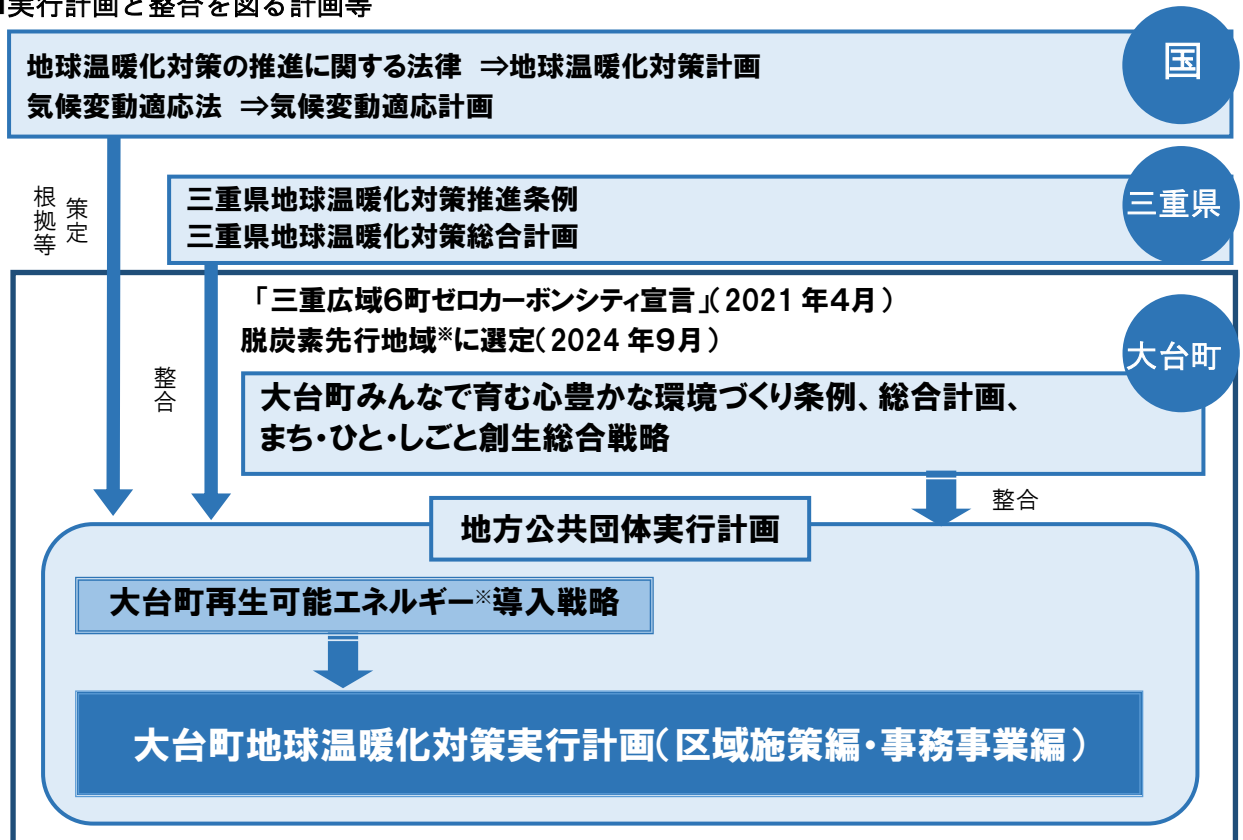 実行計画と整合を図る計画等
国
地球温暖化対策の推進に関する法律 ⇒地球温暖化対策計画
気候変動適応法 ⇒気候変動適応計画
策定
根拠等
三重県
三重県地球温暖化対策推進条例
三重県地球温暖化対策総合計画
「三重広域6町ゼロカーボンシティ宣言」(2021年4月)
脱炭素先行地域※に選定(2024年9月)
大台町
整合
大台町みんなで育む心豊かな環境づくり条例、総合計画、
まち・ひと・しごと創生総合戦略
整合
地方公共団体実行計画
大台町再生可能エネルギー※導入戦略
大台町地球温暖化対策実行計画(区域施策編・事務事業編)